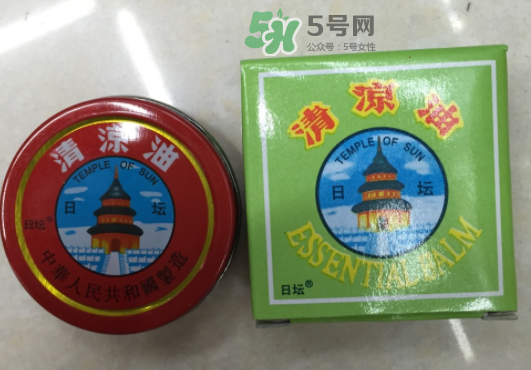 5H 5号网
公众号：5号女性
清涼油
TEMPLE OF SUN
日 坛
日坛®
中華人民共和國製造
清涼油
TEMPLE OF SUN
日 坛
ESSENTIAL BALM
日坛®